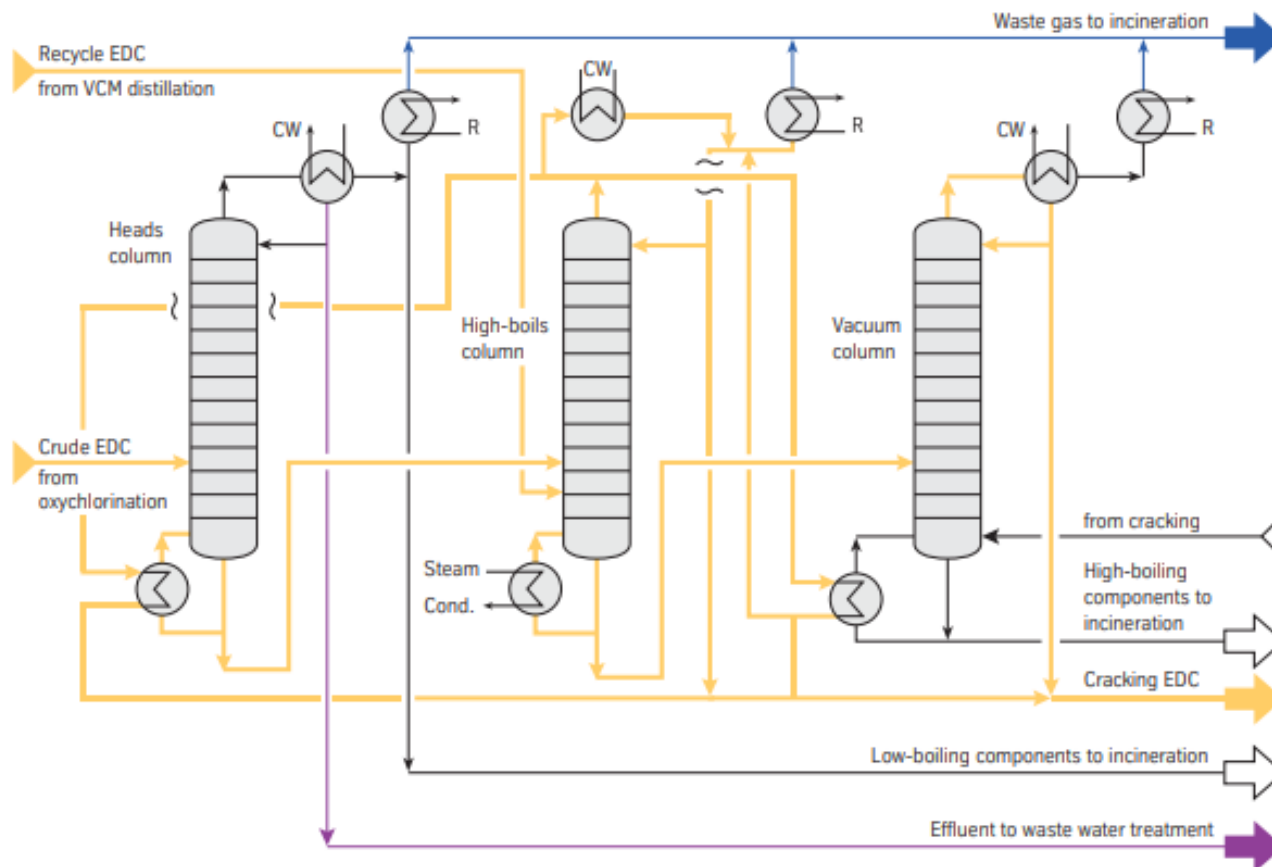 Waste gas to incineration
Recycle EDC
from VCM distillation
CW
R
CW
R
CW
R
Heads
column
High-boils
column
Vacuum
column
Crude EDC
from
oxychlorination
Steam
Cond.
from cracking
High-boiling
components to
incineration
Cracking EDC
Low-boiling components to incineration
Effluent to waste water treatment